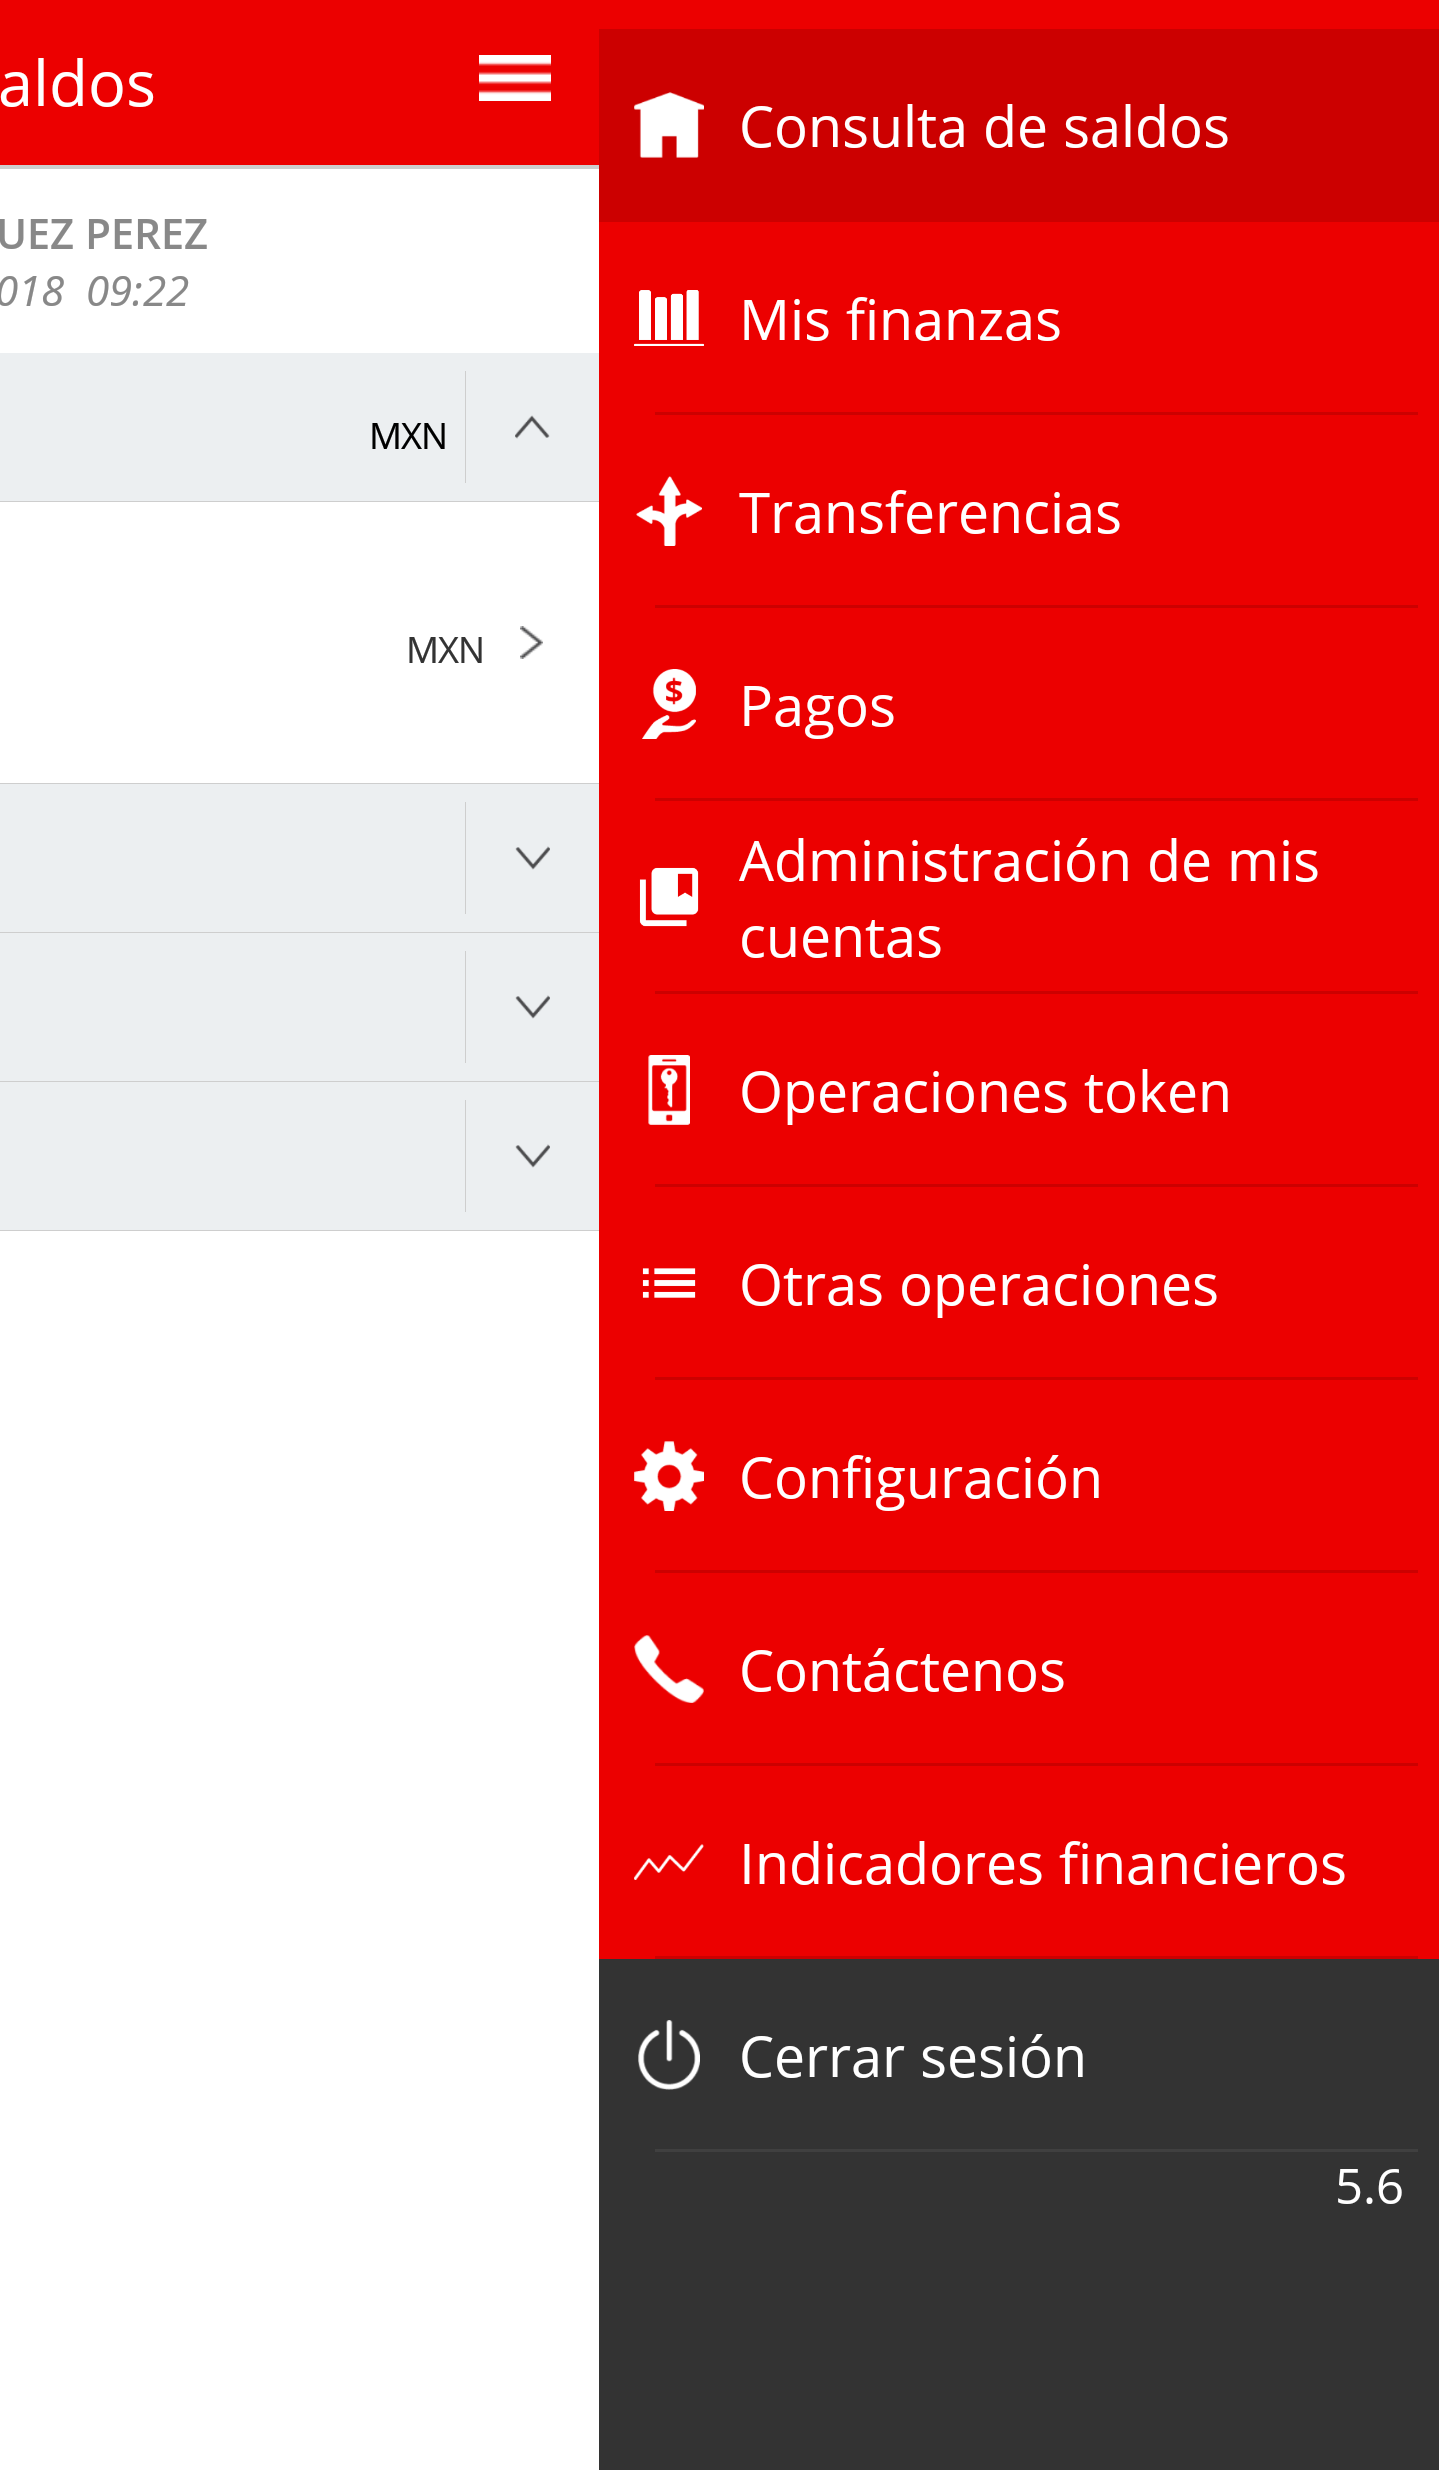 aldos
UEZ PEREZ
018 09:22
MXN
MXN
Consulta de saldos
Mis finanzas
Transferencias
$
Pagos
Administración de mis
cuentas
Operaciones token
Otras operaciones
Configuración
Contáctenos
Indicadores financieros
Cerrar sesión
5.6